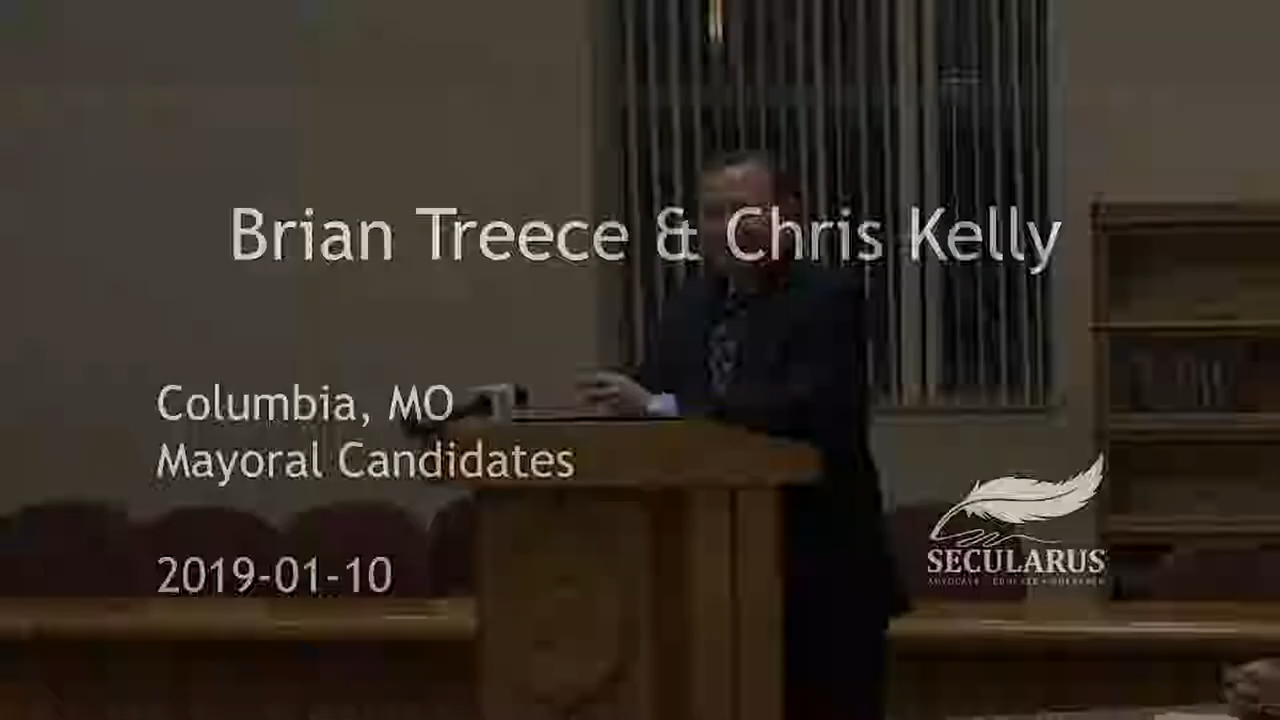 Brian Treece & Chris Kelly
Columbia, MO
Mayoral Candidates
2019-01-10
SECULARUS